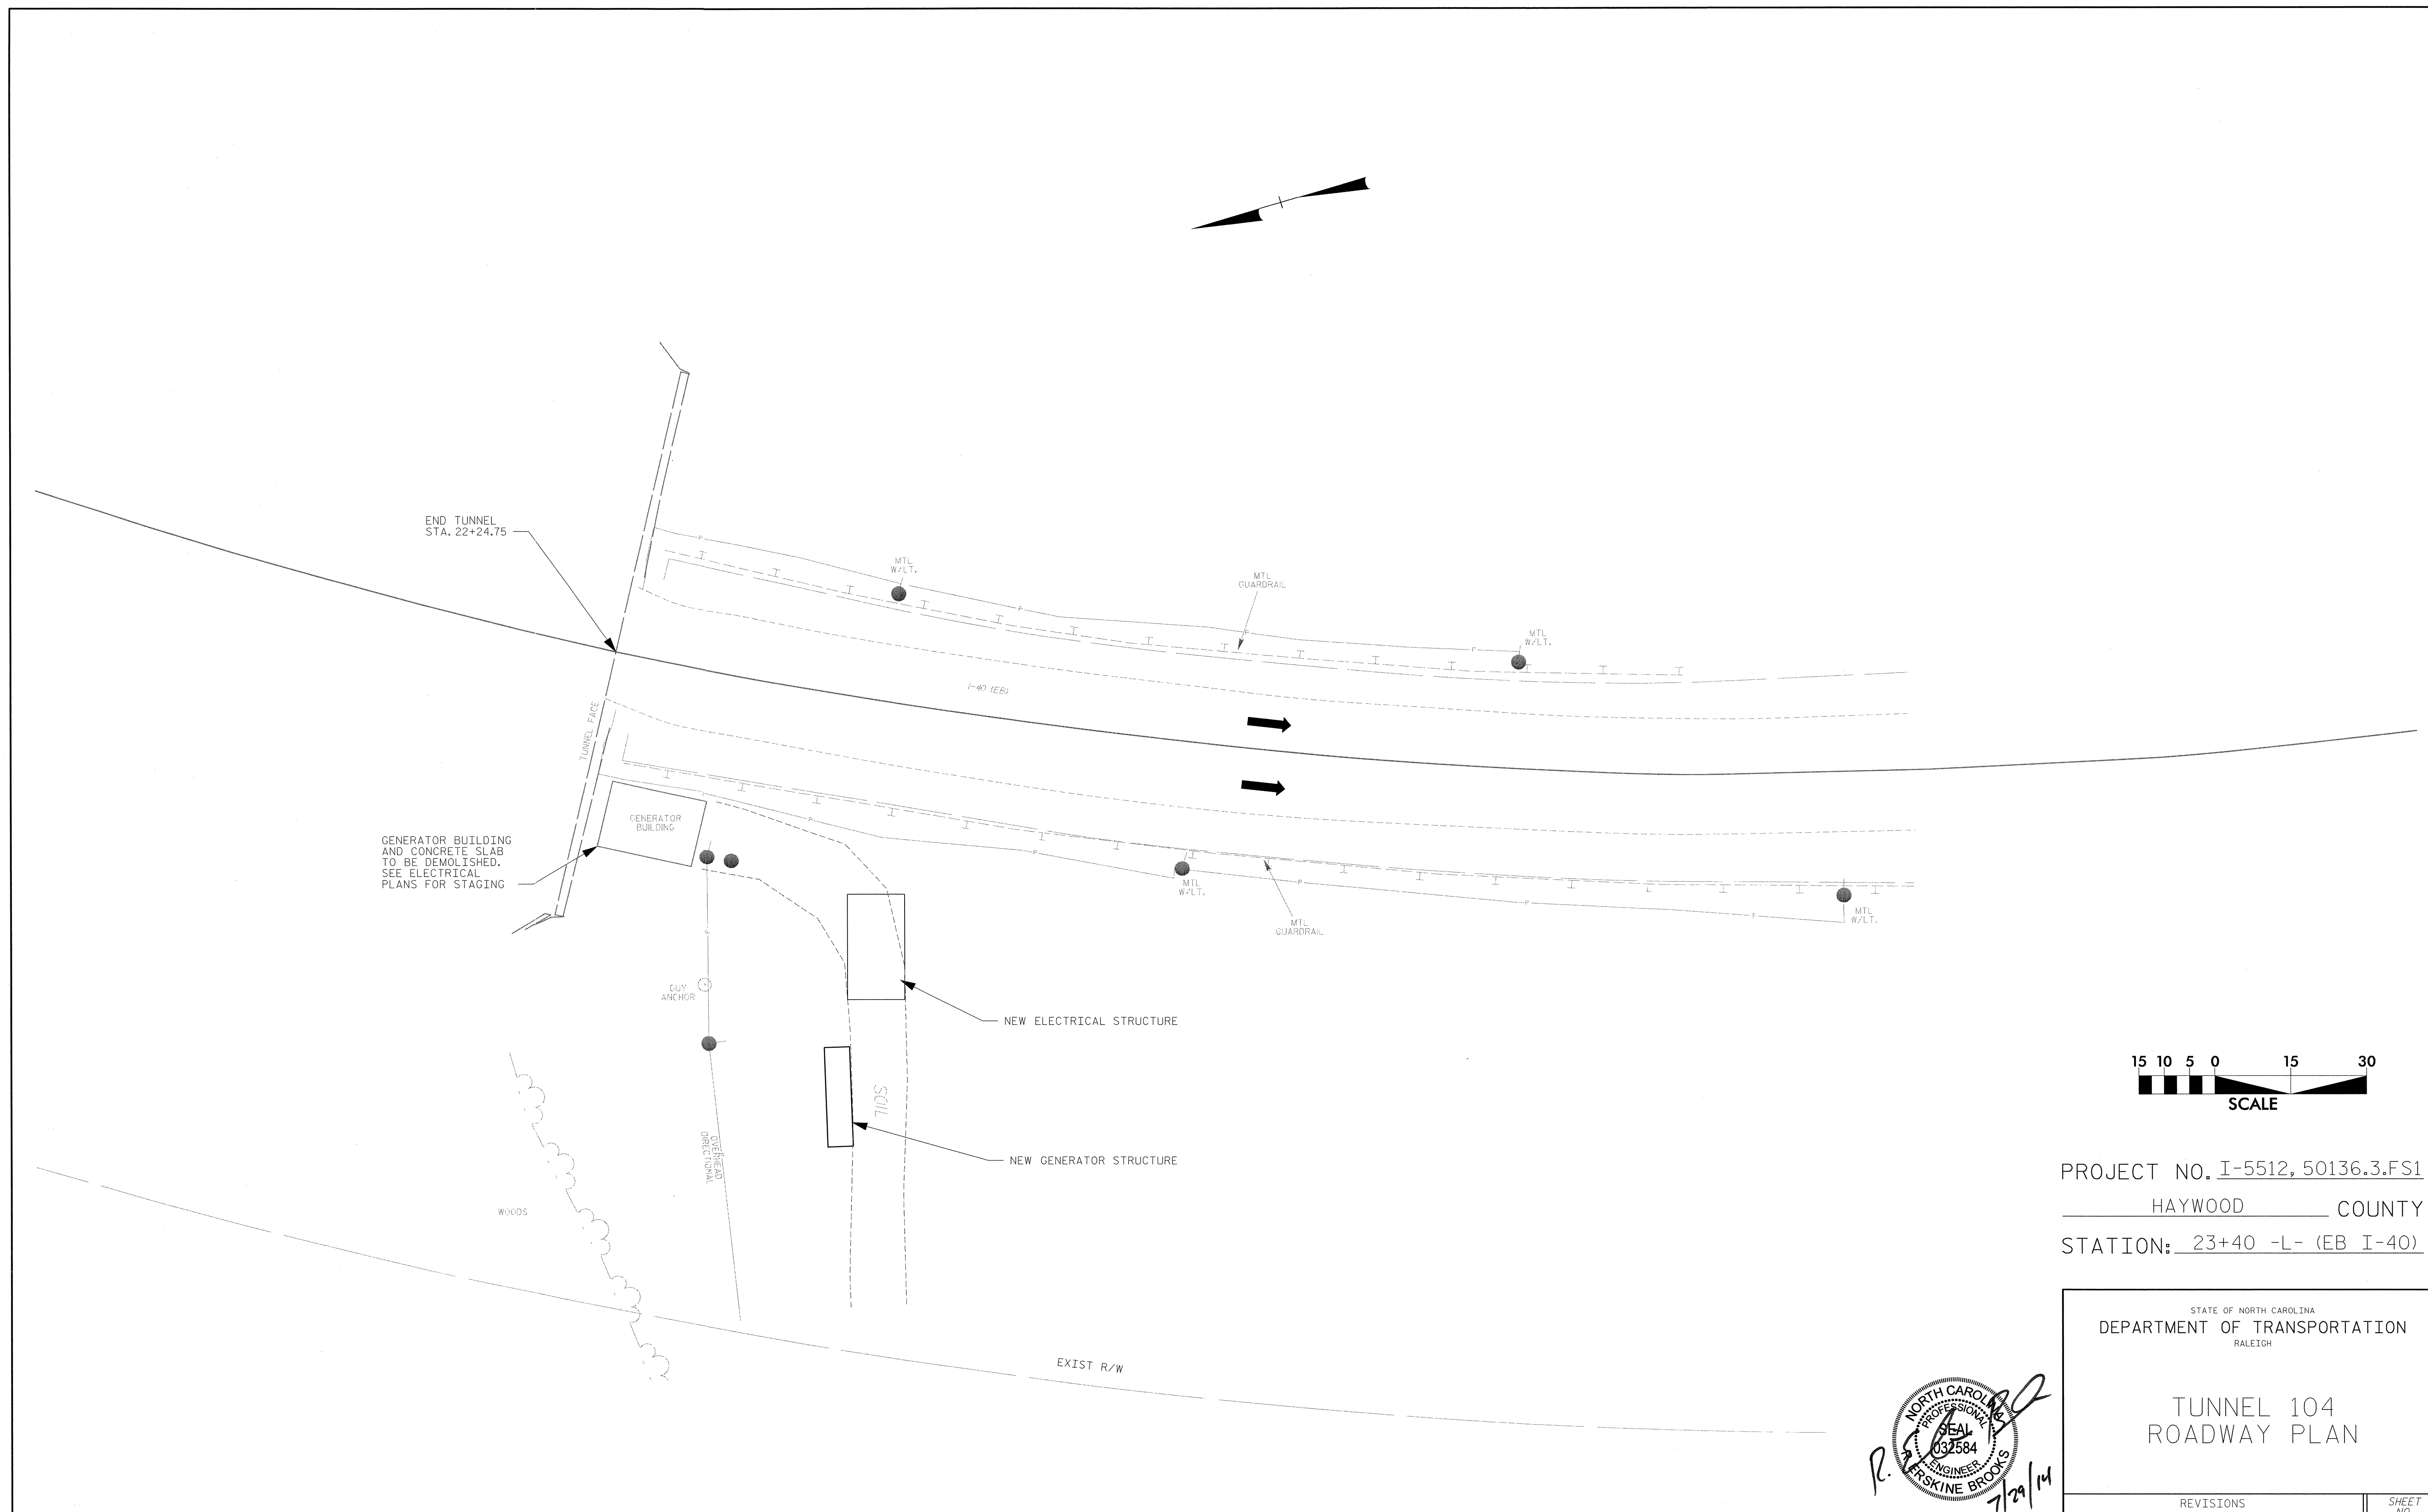 END TUNNEL
STA. 22+24.75
MTL
W/LT.
MTL
GUARDRAIL
MTL
W/LT.
I-40 (EB)
TUNNEL FACE
GENERATOR
BUILDING
GENERATOR BUILDING
AND CONCRETE SLAB
TO BE DEMOLISHED.
SEE ELECTRICAL
PLANS FOR STAGING
MTL
W/LT.
MTL
GUARDRAIL
MTL
W/LT.
GUY
ANCHOR
NEW ELECTRICAL STRUCTURE
SOIL
NEW GENERATOR STRUCTURE
OVERHEAD
DIRECTIONAL
WOODS
EXIST R/W
15 10 5 0 15 30
SCALE
PROJECT NO. I-5512, 50136.3.FS1
HAYWOOD COUNTY
STATION: 23+40 -L- (EB I-40)
STATE OF NORTH CAROLINA
DEPARTMENT OF TRANSPORTATION
RALEIGH
TUNNEL 104
ROADWAY PLAN
NORTH CAROLINA
PROFESSIONAL
SEAL
032584
ENGINEER
ERSKINE BROOKS
R.
7/29/14
REVISIONS
SHEET
NO.